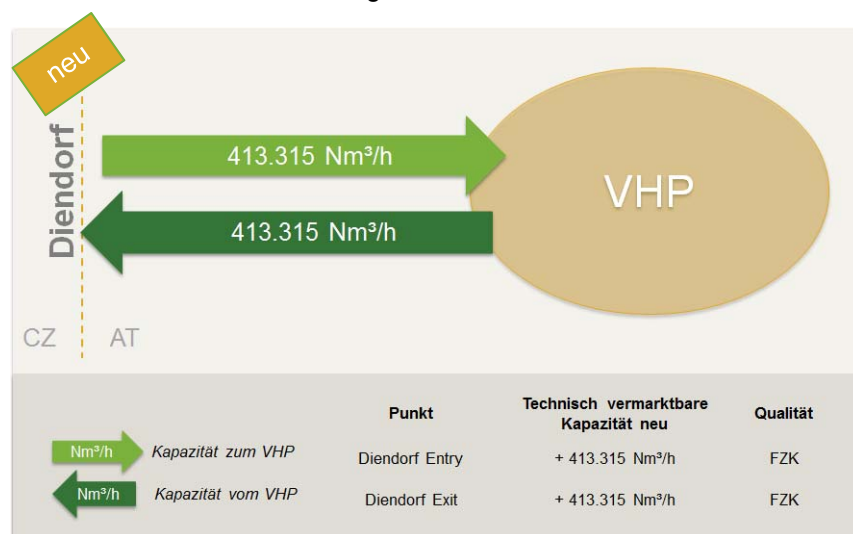 neu
Diendorf
413.315 Nm³/h
VHP
413.315 Nm³/h
CZ
AT
Punkt
Technisch vermarktbare
Kapazität neu
Qualität
Nm³/h
Kapazität zum VHP
Diendorf Entry
+ 413.315 Nm³/h
FZK
Nm³/h
Kapazität vom VHP
Diendorf Exit
+ 413.315 Nm³/h
FZK